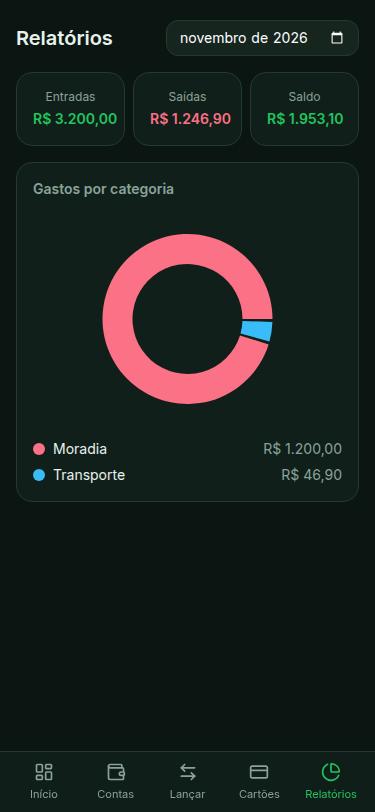 Relatórios
novembro de 2026
Entradas
R$ 3.200,00
Saídas
R$ 1.246,90
Saldo
R$ 1.953,10
Gastos por categoria
Moradia R$ 1.200,00
Transporte R$ 46,90
Início Contas Lançar Cartões Relatórios